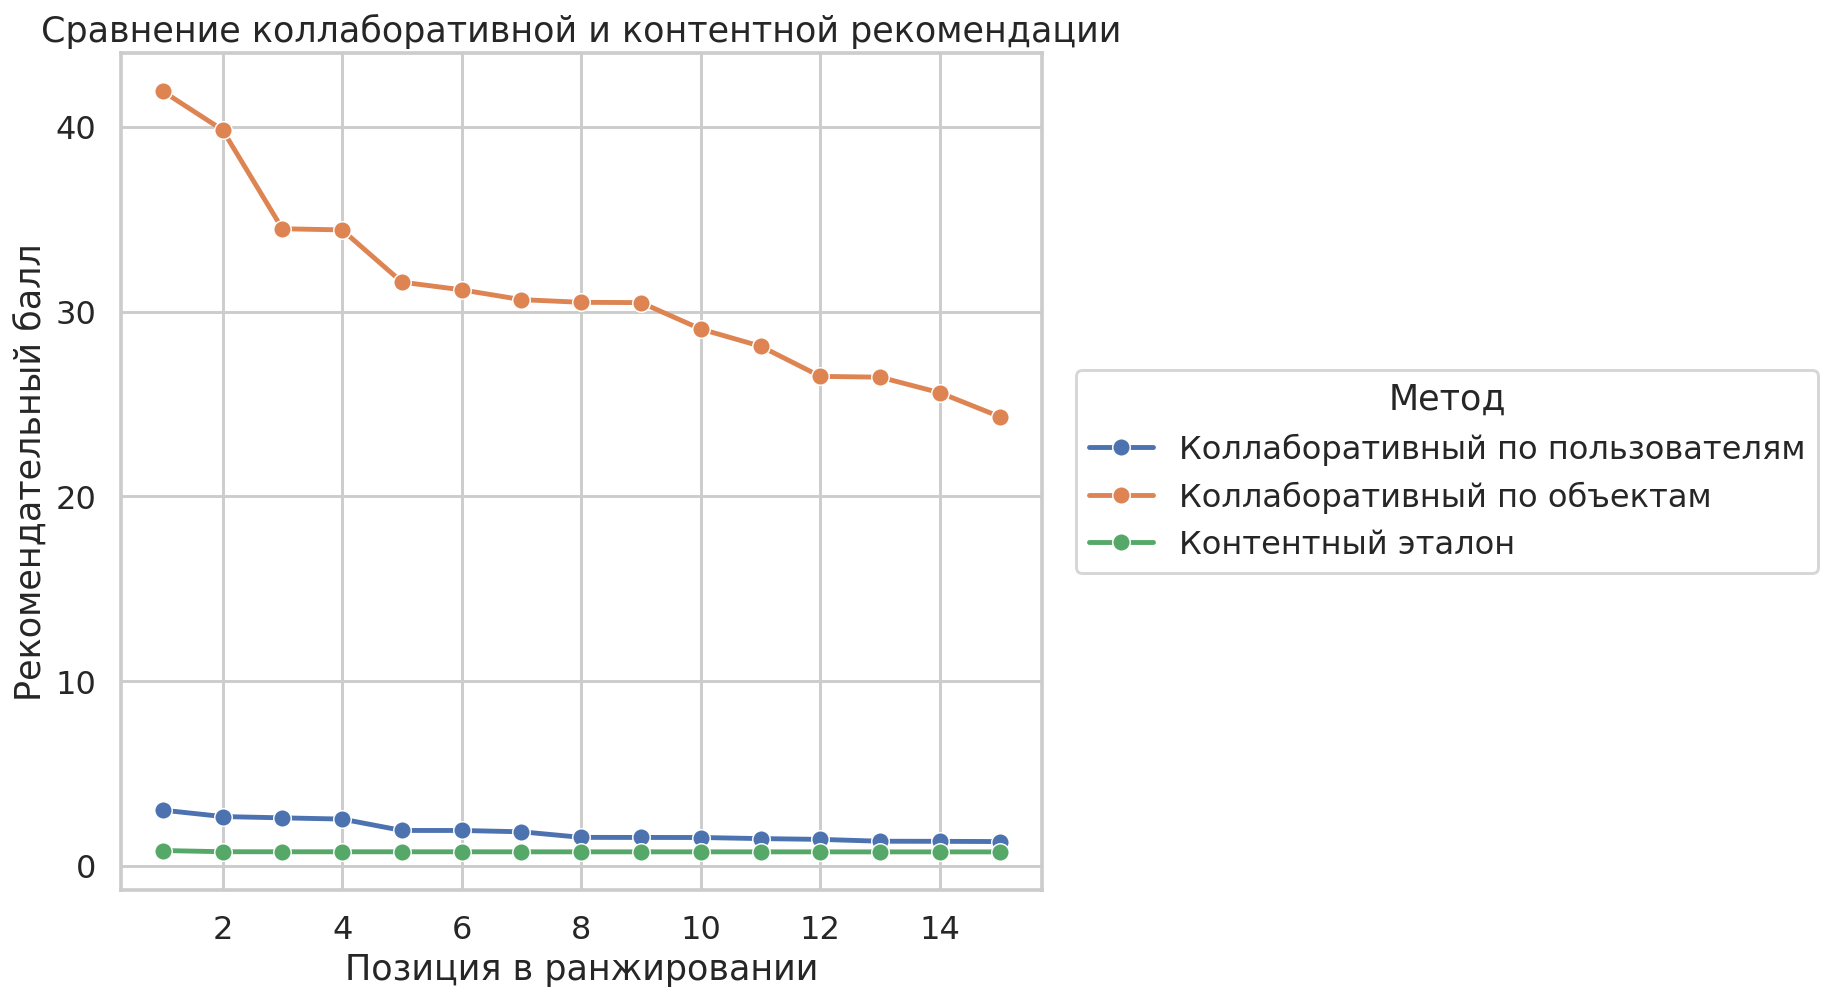 Сравнение коллаборативной и контентной рекомендации
Рекомендательный балл
40
30
20
10
0
2 4 6 8 10 12 14
Позиция в ранжировании
Метод
Коллаборативный по пользователям
Коллаборативный по объектам
Контентный эталон